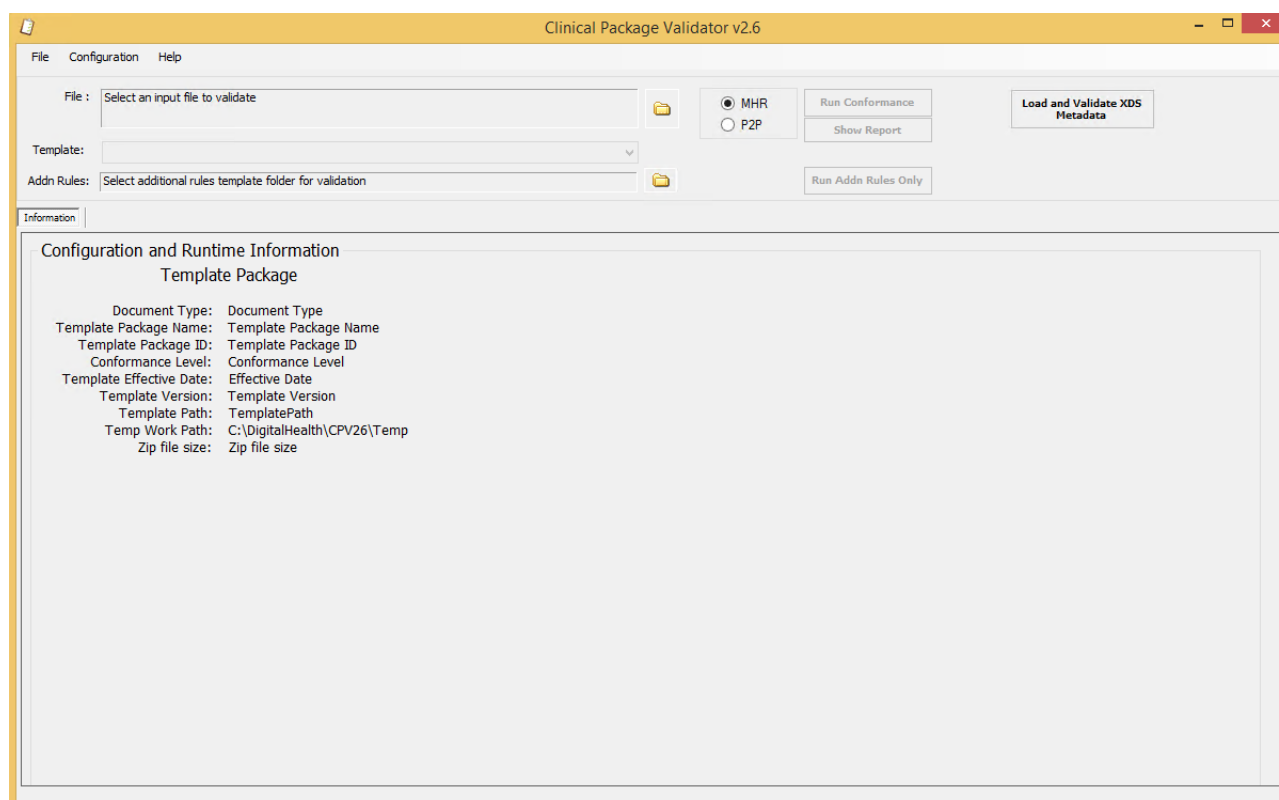 Clinical Package Validator v2.6
File Configuration Help
File : Select an input file to validate
MHR
Run Conformance
Load and Validate XDS
Metadata
P2P
Show Report
Template:
Addn Rules: Select additional rules template folder for validation
Run Addn Rules Only
Information
Configuration and Runtime Information
Template Package
Document Type: Document Type
Template Package Name: Template Package Name
Template Package ID: Template Package ID
Conformance Level: Conformance Level
Template Effective Date: Effective Date
Template Version: Template Version
Template Path: TemplatePath
Temp Work Path: C:\DigitalHealth\CPV26\Temp
Zip file size: Zip file size